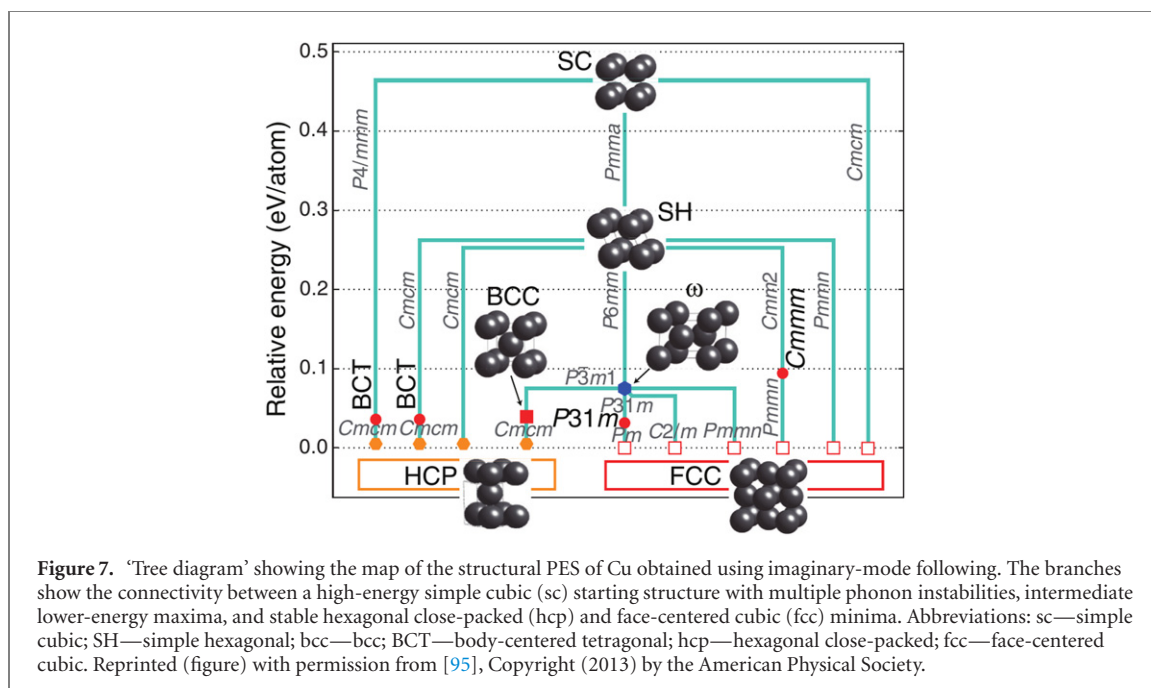 0.5
0.4
0.3
0.2
0.1
0.0
Relative energy (eV/atom)
SC
P4/mmm
Pmma
Cmcm
SH
Cmcm
Cmcm
P6mm
Cmm2
Pmmn
BCC
ω
Cmmm
BCT
BCT
P3̄m1
P31m
P31m
Cmcm
Cmcm
Cmcm
Pm
C2/m
Pmmn
Pmmn
HCP
FCC
Figure 7. ‘Tree diagram’ showing the map of the structural PES of Cu obtained using imaginary-mode following. The branches
show the connectivity between a high-energy simple cubic (sc) starting structure with multiple phonon instabilities, intermediate
lower-energy maxima, and stable hexagonal close-packed (hcp) and face-centered cubic (fcc) minima. Abbreviations: sc—simple
cubic; SH—simple hexagonal; bcc—bcc; BCT—body-centered tetragonal; hcp—hexagonal close-packed; fcc—face-centered
cubic. Reprinted (figure) with permission from [95], Copyright (2013) by the American Physical Society.